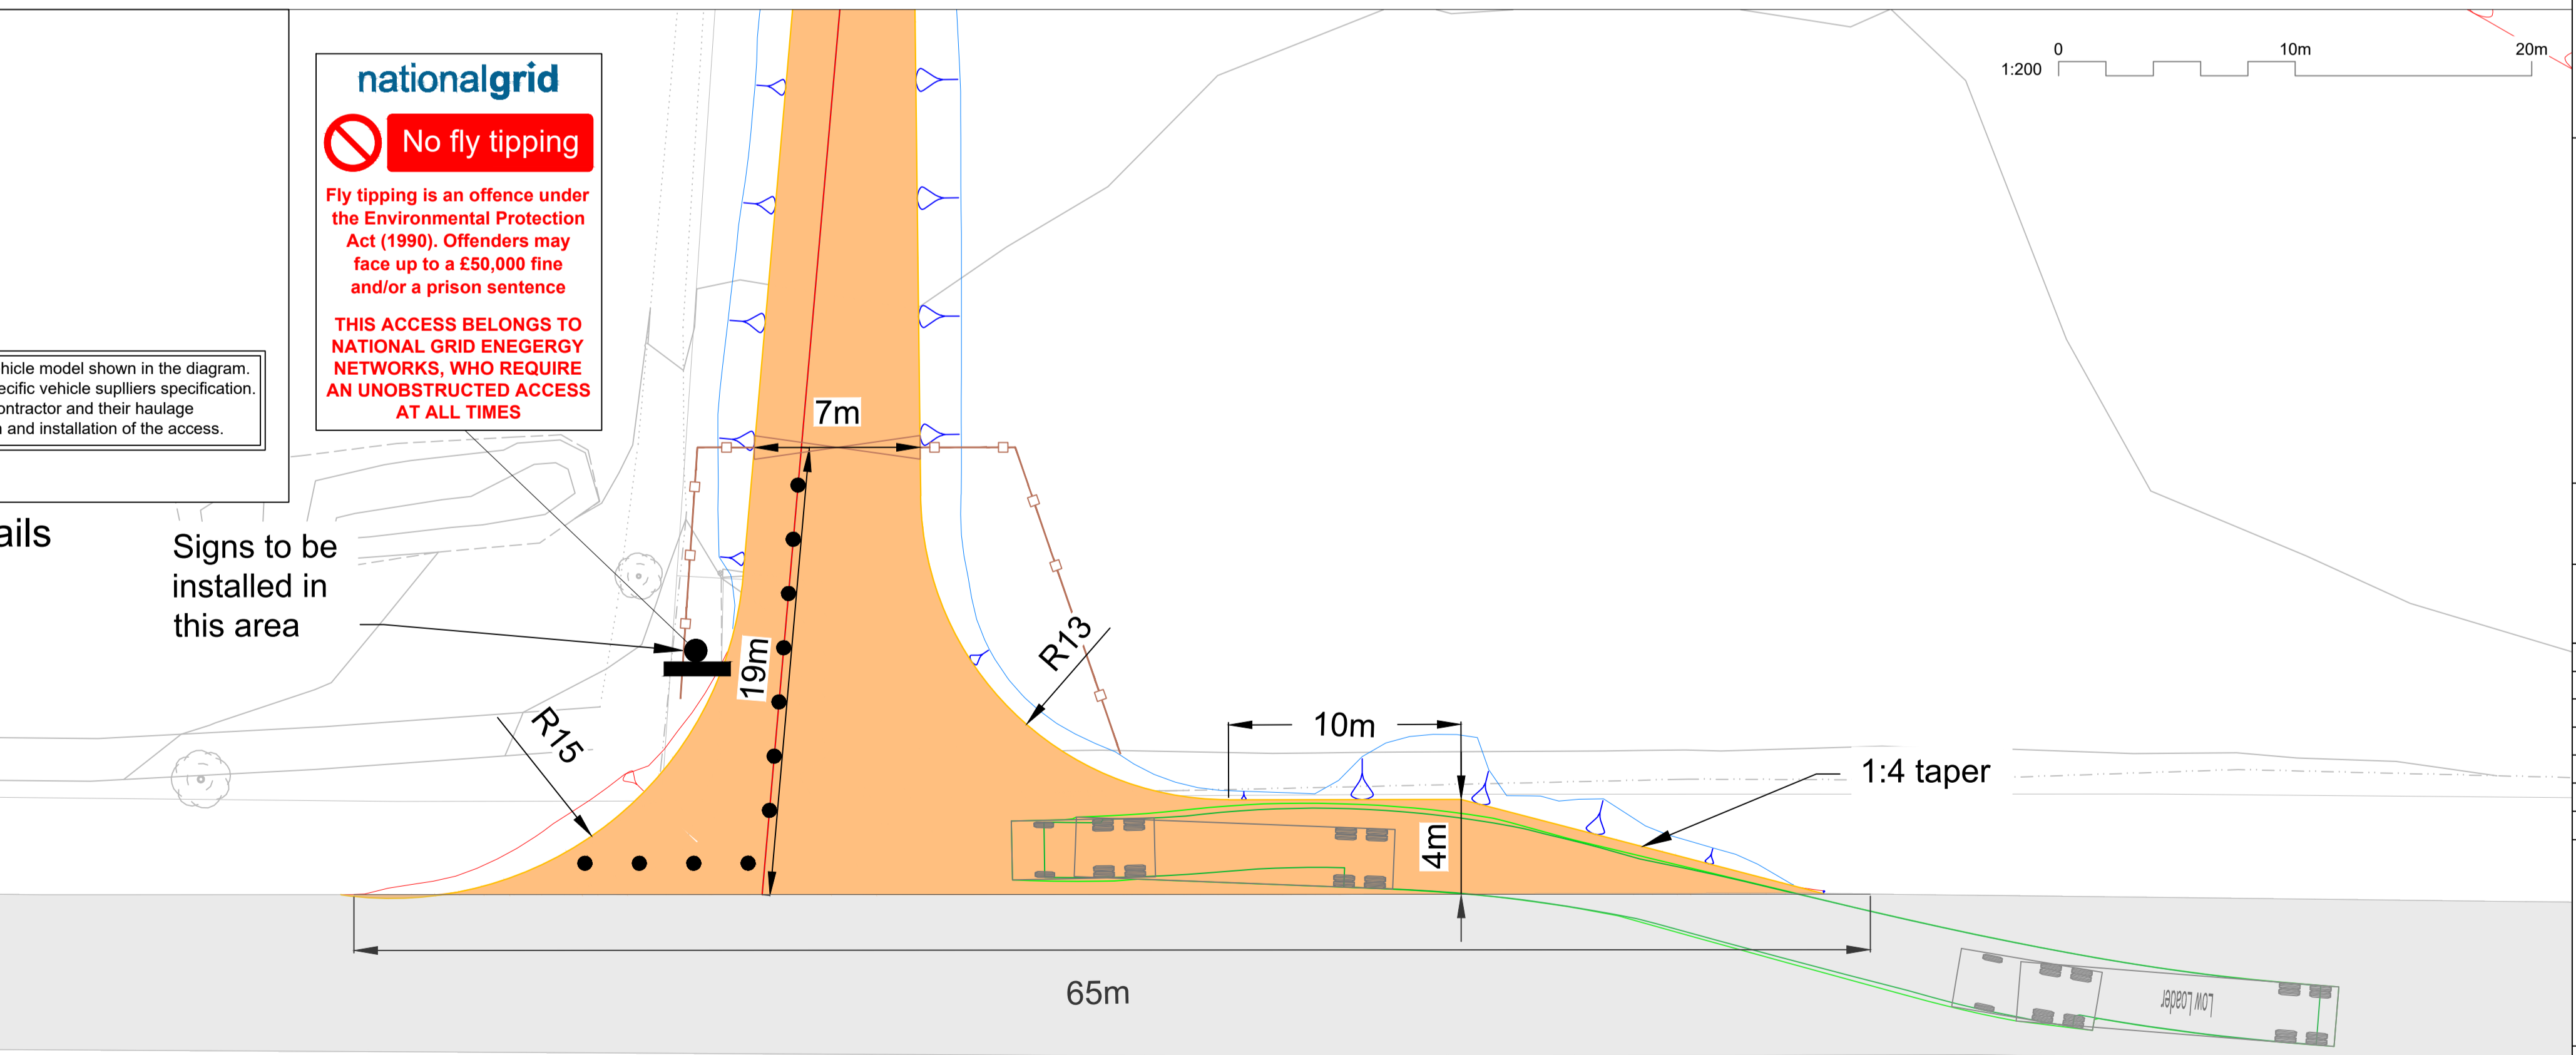 nationalgrid
No fly tipping
Fly tipping is an offence under
the Environmental Protection
Act (1990). Offenders may
face up to a £50,000 fine
and/or a prison sentence
THIS ACCESS BELONGS TO
NATIONAL GRID ENEGERGY
NETWORKS, WHO REQUIRE
AN UNOBSTRUCTED ACCESS
AT ALL TIMES
0 10m 20m
1:200
hicle model shown in the diagram.
ecific vehicle suplliers specification.
ontractor and their haulage
and installation of the access.
ails
Signs to be
installed in
this area
7m
19m
R15
R13
10m
4m
1:4 taper
65m
Low Loader